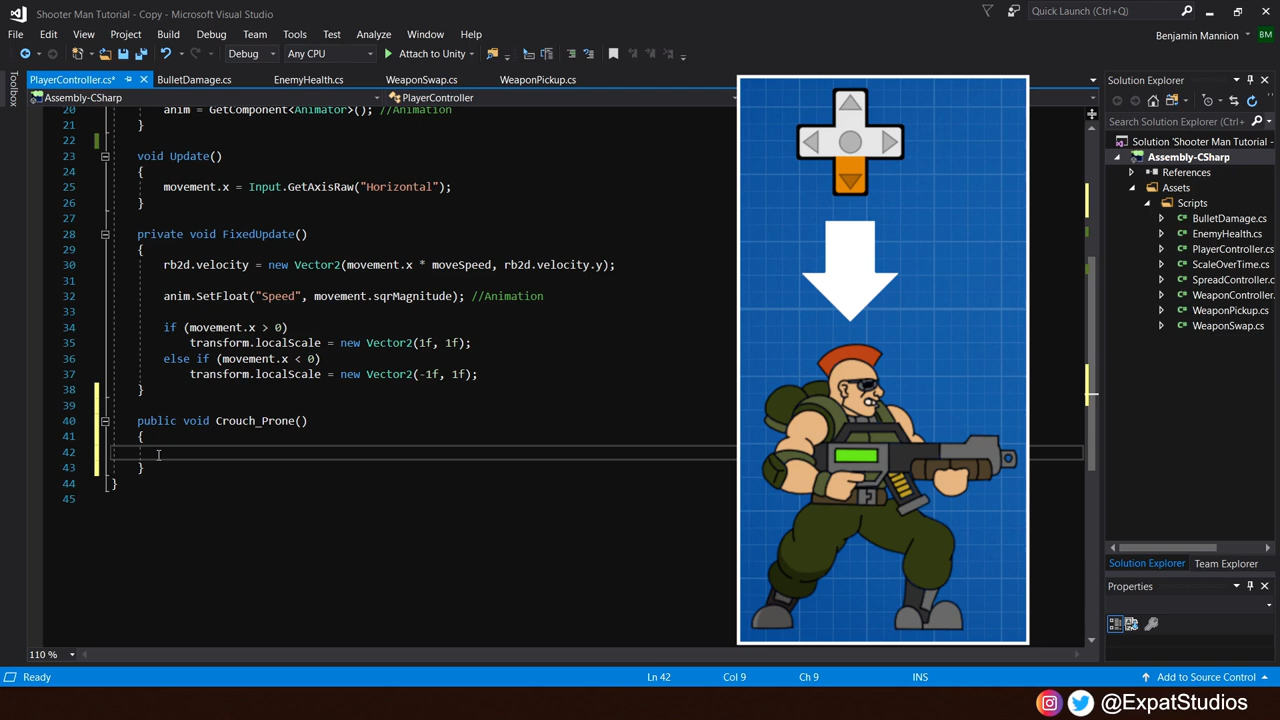 Shooter Man Tutorial - Copy - Microsoft Visual Studio
Quick Launch (Ctrl+Q)
File Edit View Project Build Debug Team Tools Test Analyze Window Help
Benjamin Mannion BM
Debug Any CPU Attach to Unity
Toolbox
PlayerController.cs* BulletDamage.cs EnemyHealth.cs WeaponSwap.cs WeaponPickup.cs
Assembly-CSharp PlayerController
20 anim = GetComponent<Animator>(); //Animation
21 }
22
23 void Update()
24 {
25 movement.x = Input.GetAxisRaw("Horizontal");
26 }
27
28 private void FixedUpdate()
29 {
30 rb2d.velocity = new Vector2(movement.x * moveSpeed, rb2d.velocity.y);
31
32 anim.SetFloat("Speed", movement.sqrMagnitude); //Animation
33
34 if (movement.x > 0)
35 transform.localScale = new Vector2(1f, 1f);
36 else if (movement.x < 0)
37 transform.localScale = new Vector2(-1f, 1f);
38 }
39
40 public void Crouch_Prone()
41 {
42
43 }
44 }
45
110 %
Solution Explorer
Search Solution Explorer (Ctrl+;)
Solution 'Shooter Man Tutorial -
Assembly-CSharp
References
Assets
Scripts
BulletDamage.cs
EnemyHealth.cs
PlayerController.cs
ScaleOverTime.cs
SpreadController.c
WeaponController.
WeaponPickup.cs
WeaponSwap.cs
Solution Explorer Team Explorer
Properties
Ready Ln 42 Col 9 Ch 9 INS Add to Source Control
@ExpatStudios